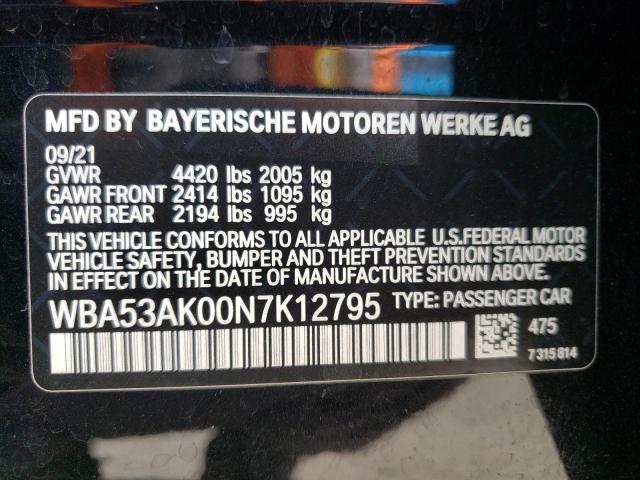 MFD BY BAYERISCHE MOTOREN WERKE AG
09/21
GVWR 4420 lbs 2005 kg
GAWR FRONT 2414 lbs 1095 kg
GAWR REAR 2194 lbs 995 kg
THIS VEHICLE CONFORMS TO ALL APPLICABLE U.S.FEDERAL MOTOR
VEHICLE SAFETY, BUMPER AND THEFT PREVENTION STANDARDS
IN EFFECT ON THE DATE OF MANUFACTURE SHOWN ABOVE.
WBA53AK00N7K12795 TYPE: PASSENGER CAR
475
7315814